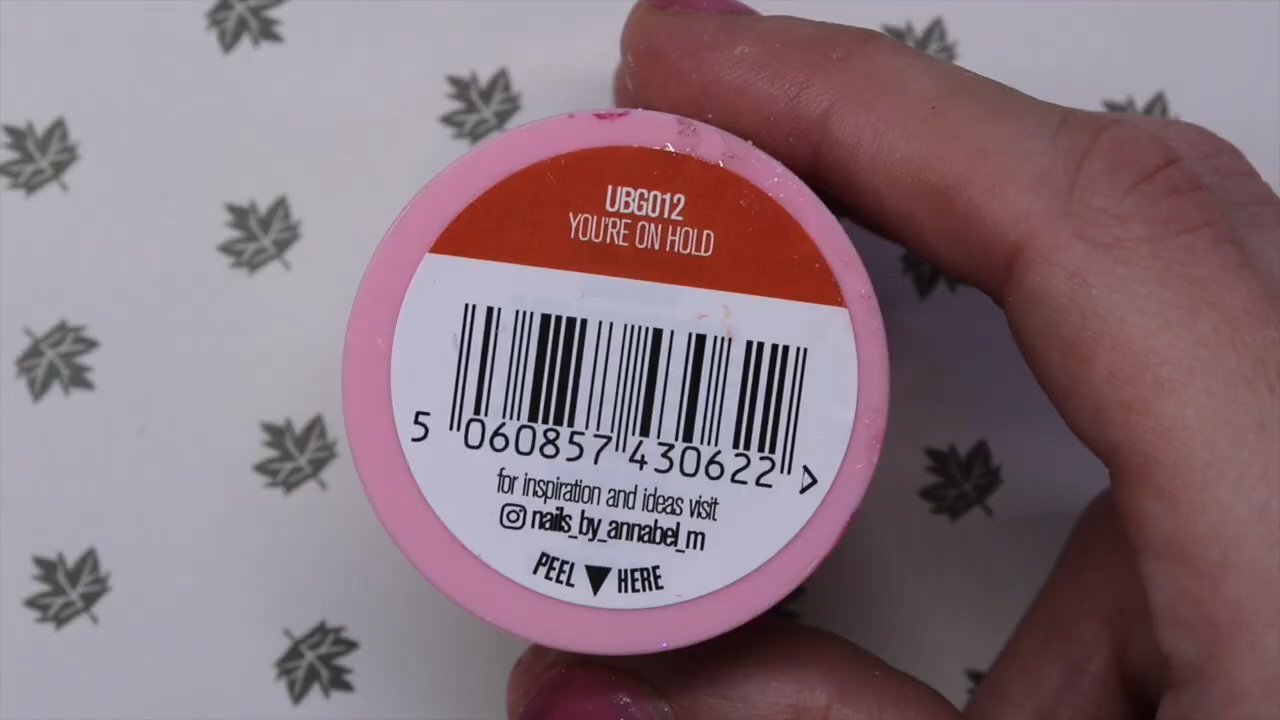 UBG012
YOU'RE ON HOLD
5 060857 430622 >
for inspiration and ideas visit
nails_by_annabel_m
PEEL ▼ HERE